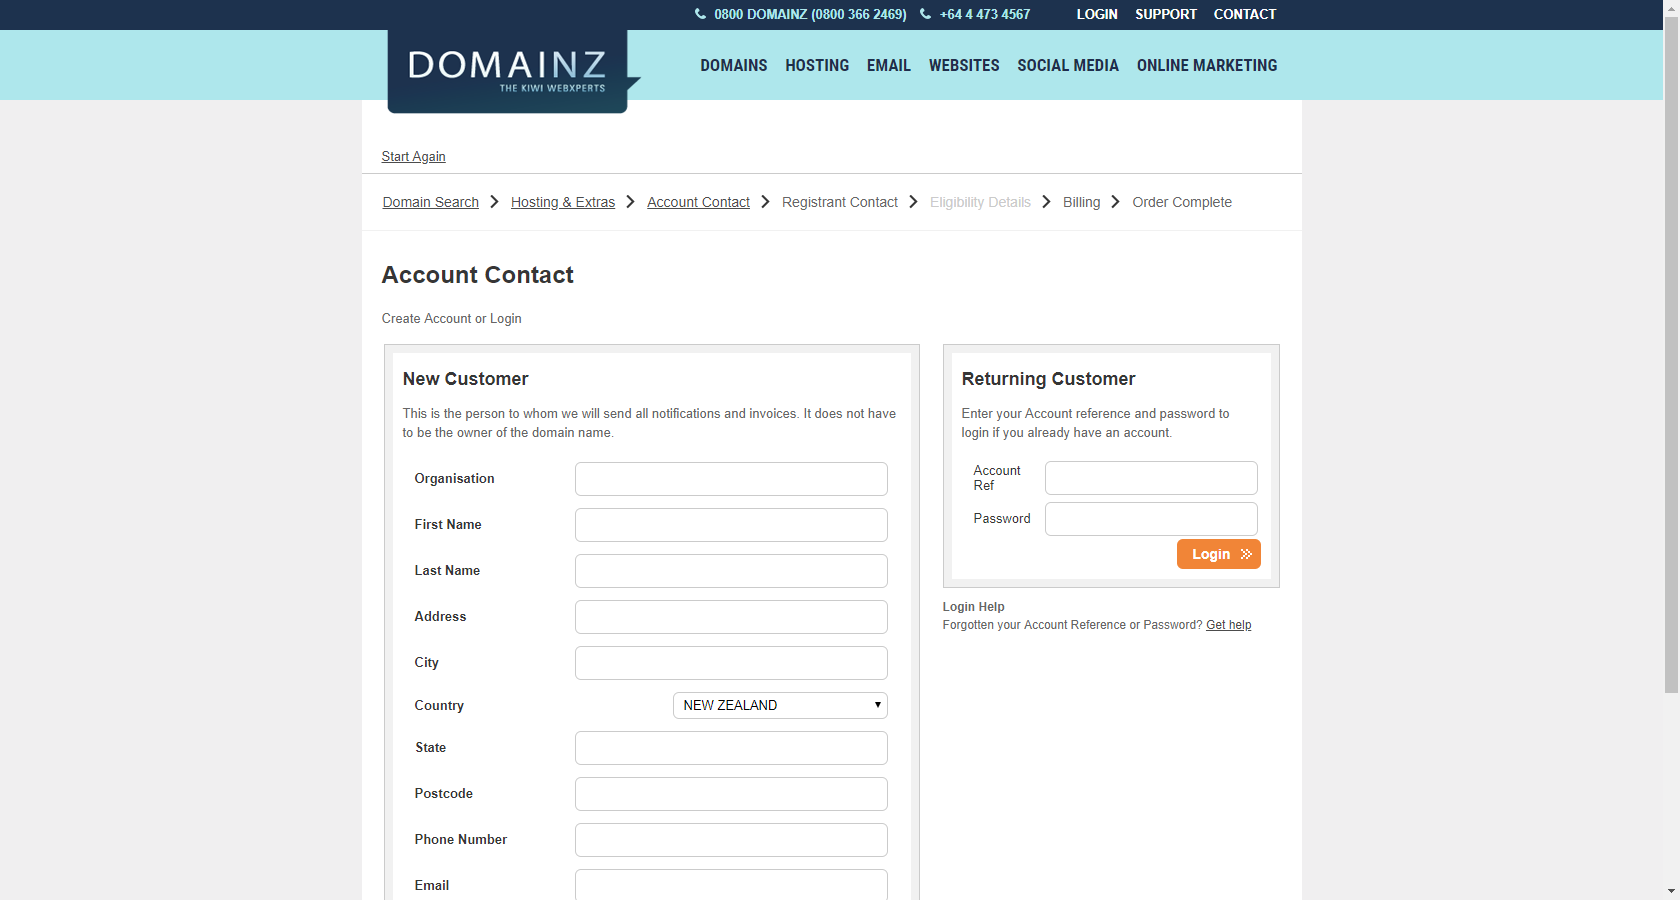 0800 DOMAINZ (0800 366 2469) +64 4 473 4567 LOGIN SUPPORT CONTACT
DOMAINZ
THE KIWI WEBXPERTS
DOMAINS HOSTING EMAIL WEBSITES SOCIAL MEDIA ONLINE MARKETING
Start Again
Domain Search Hosting & Extras Account Contact Registrant Contact Eligibility Details Billing Order Complete
Account Contact
Create Account or Login
New Customer
This is the person to whom we will send all notifications and invoices. It does not have
to be the owner of the domain name.
Organisation
First Name
Last Name
Address
City
Country NEW ZEALAND
State
Postcode
Phone Number
Email
Returning Customer
Enter your Account reference and password to
login if you already have an account.
Account
Ref
Password
Login
Login Help
Forgotten your Account Reference or Password? Get help